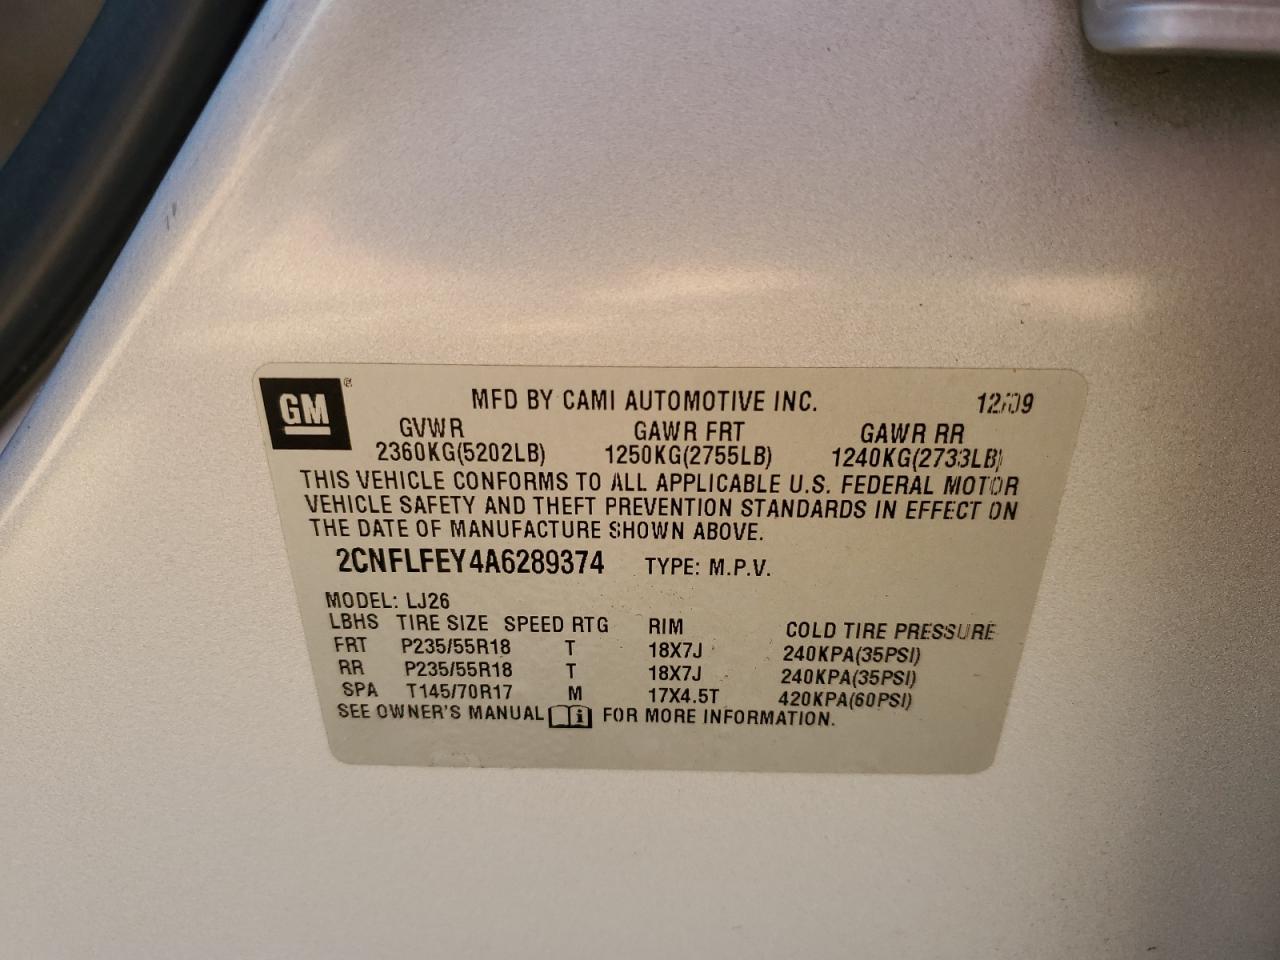 GM®
MFD BY CAMI AUTOMOTIVE INC. 12/09
GVWR GAWR FRT GAWR RR
2360KG(5202LB) 1250KG(2755LB) 1240KG(2733LB)
THIS VEHICLE CONFORMS TO ALL APPLICABLE U.S. FEDERAL MOTOR
VEHICLE SAFETY AND THEFT PREVENTION STANDARDS IN EFFECT ON
THE DATE OF MANUFACTURE SHOWN ABOVE.
2CNFLFEY4A6289374 TYPE: M.P.V.
MODEL: LJ26
LBHS TIRE SIZE SPEED RTG RIM COLD TIRE PRESSURE
FRT P235/55R18 T 18X7J 240KPA(35PSI)
RR P235/55R18 T 18X7J 240KPA(35PSI)
SPA T145/70R17 M 17X4.5T 420KPA(60PSI)
SEE OWNER'S MANUAL i FOR MORE INFORMATION.